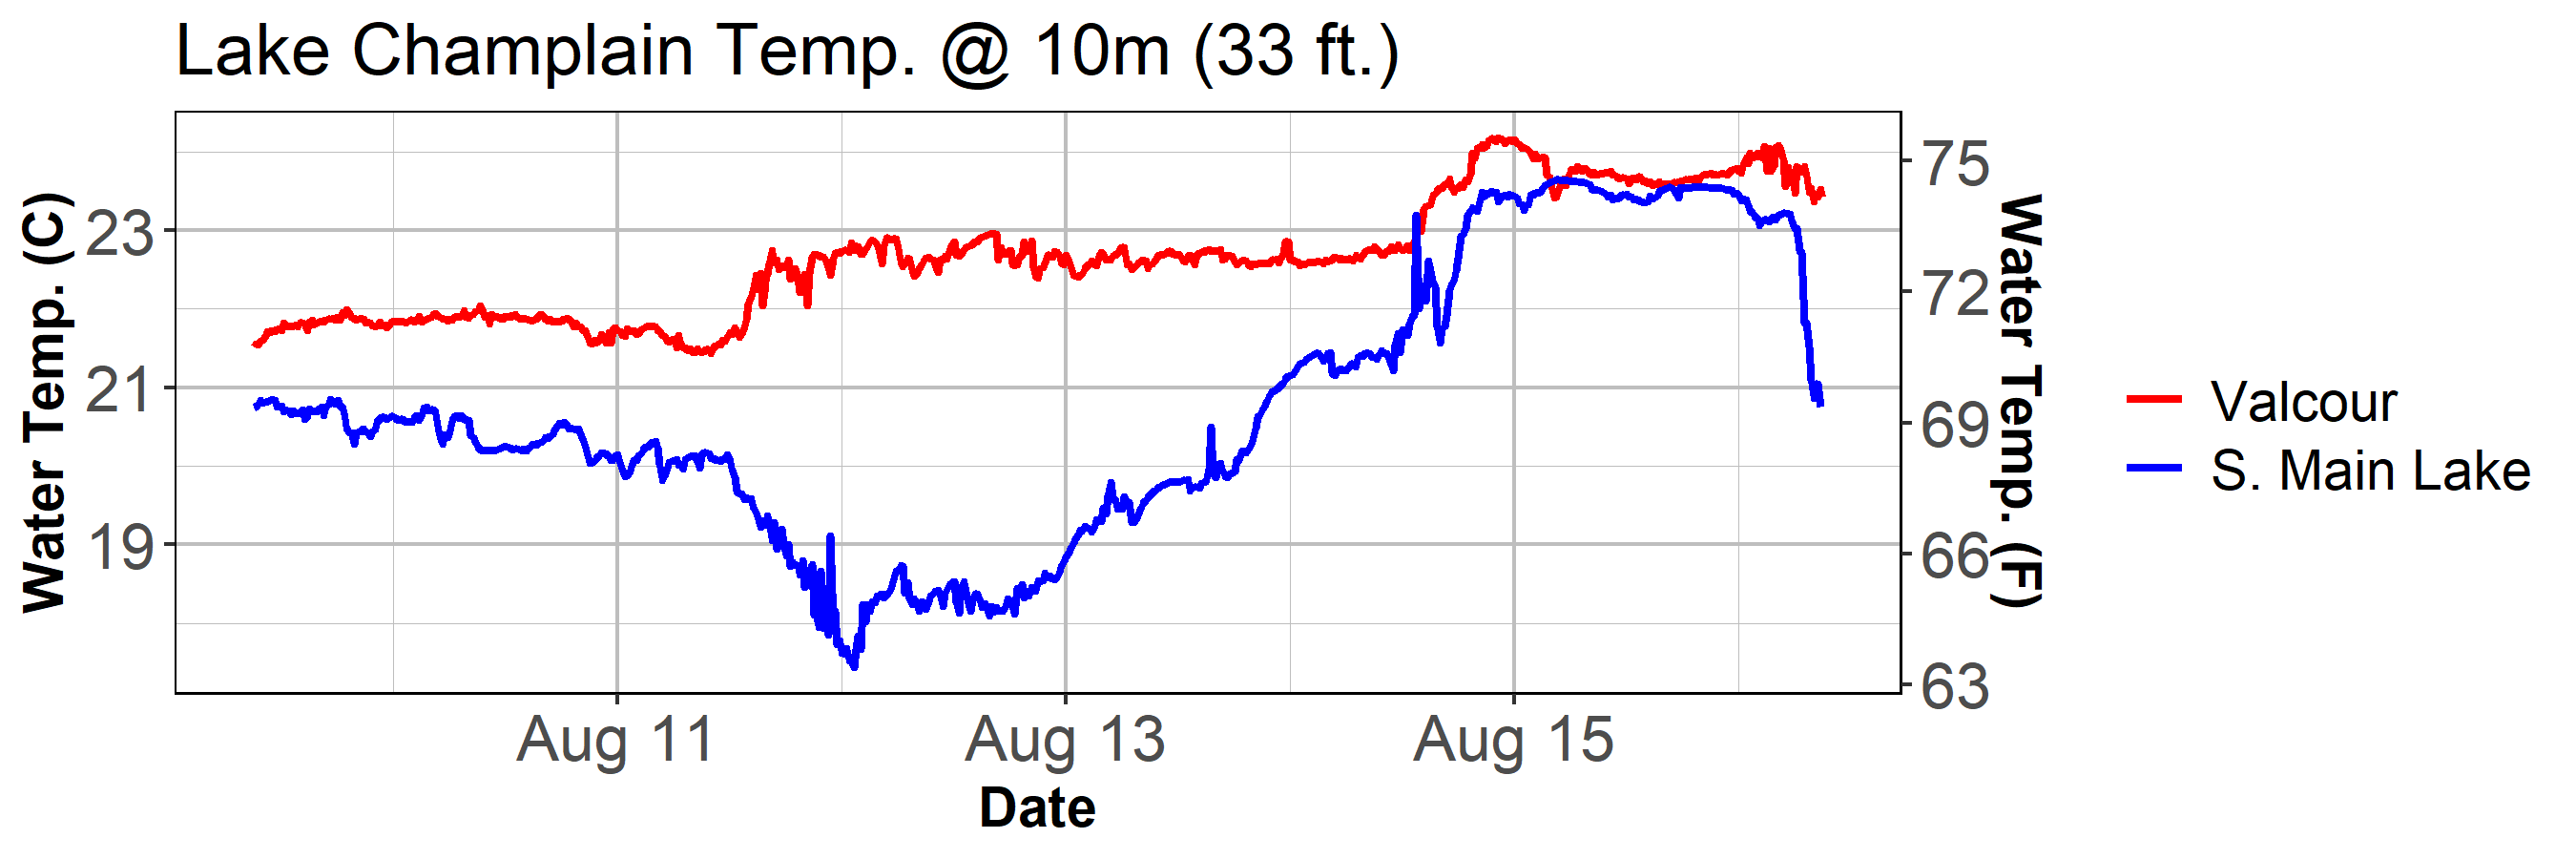 Lake Champlain Temp. @ 10m (33 ft.)
Water Temp. (C)
23
21
19
75
72
69
66
63
Water Temp. (F)
Aug 11
Aug 13
Aug 15
Date
Valcour
S. Main Lake